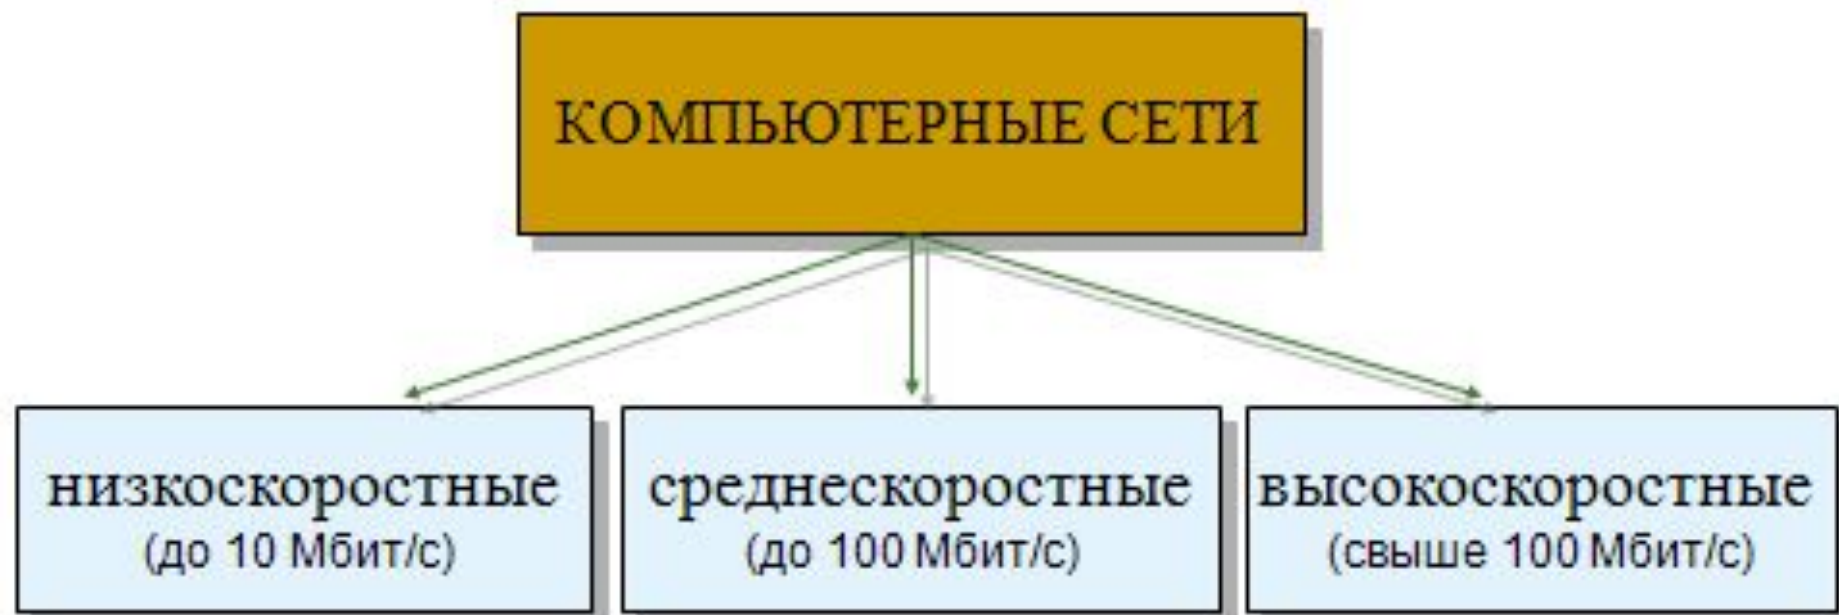 КОМПЬЮТЕРНЫЕ СЕТИ
низкоскоростные
(до 10 Мбит/с)
среднескоростные
(до 100 Мбит/с)
высокоскоростные
(свыше 100 Мбит/с)